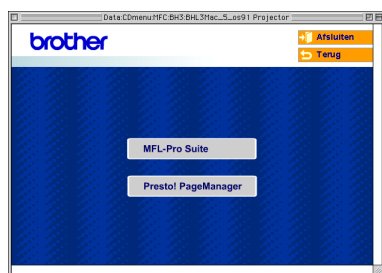 Data:CDmenu:MFC:BH3:BHL3Mac_5_os91 Projector
brother
Afsluiten
Terug
MFL-Pro Suite
Presto! PageManager